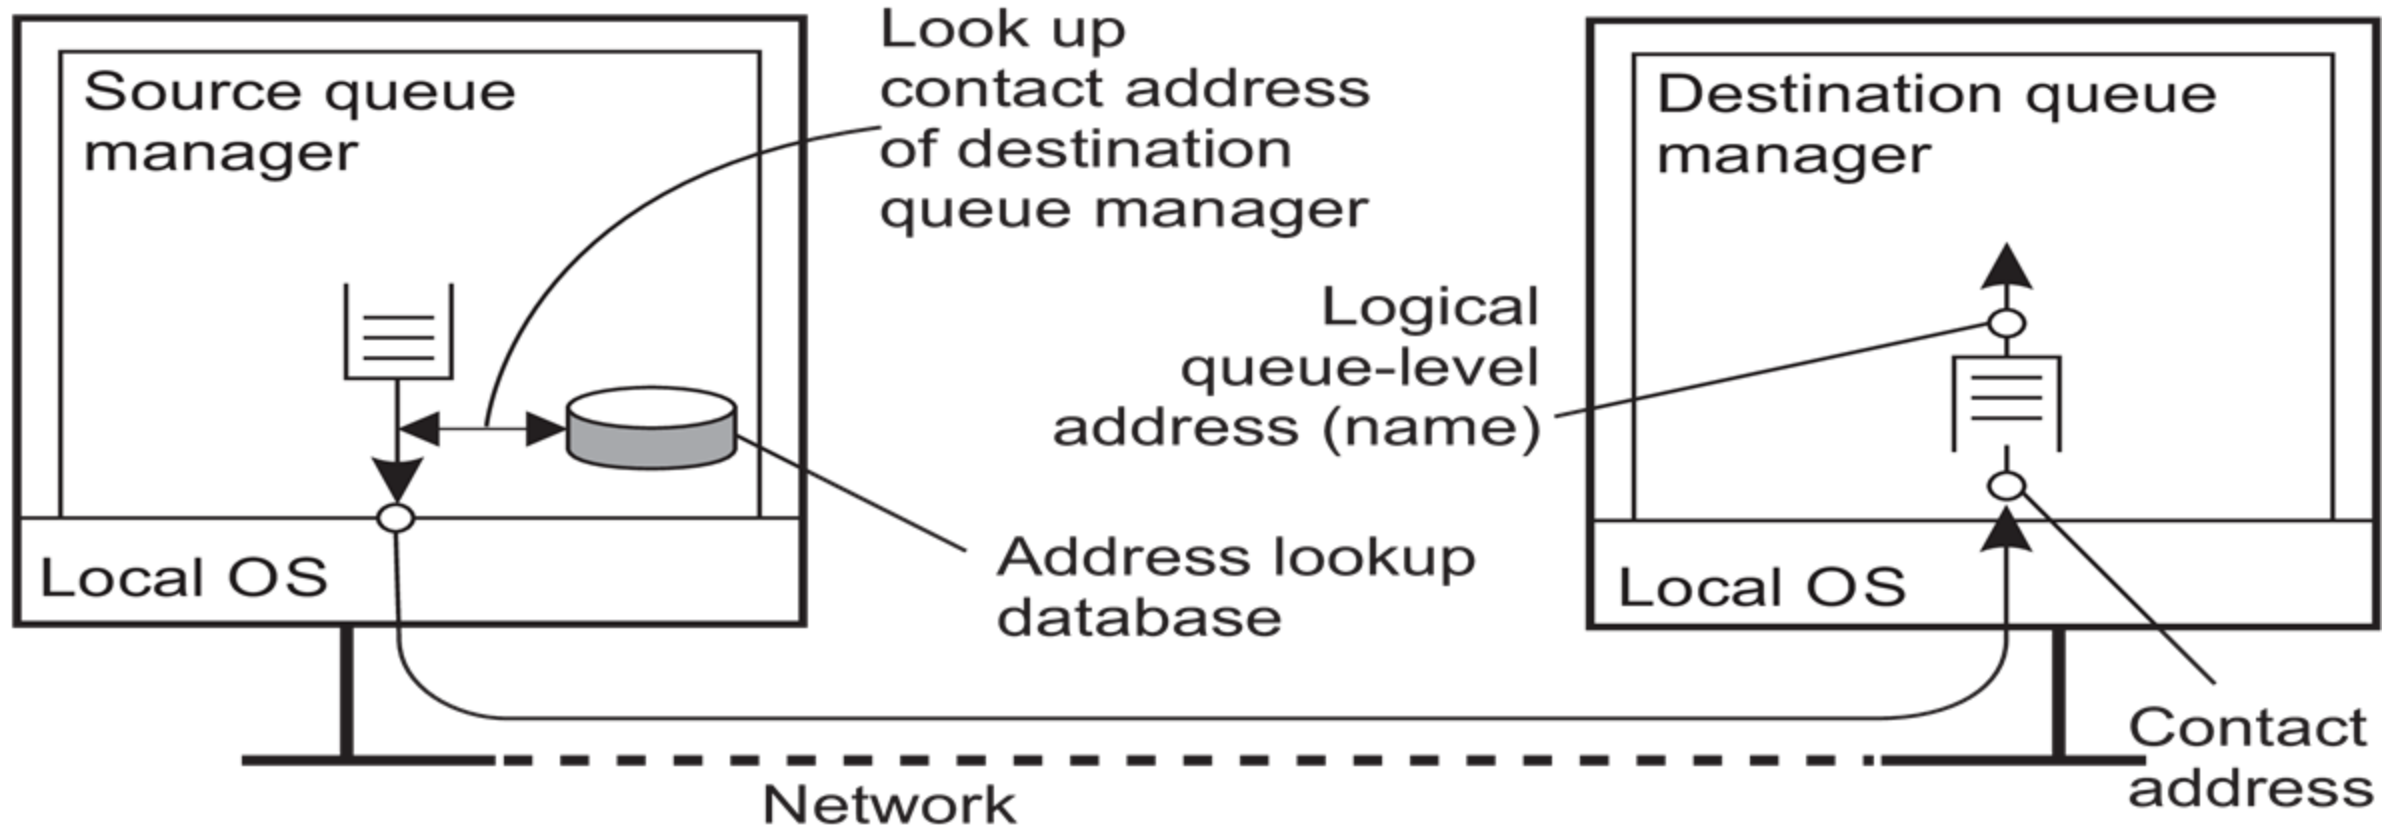 Source queue
manager
Look up
contact address
of destination
queue manager
Destination queue
manager
Logical
queue-level
address (name)
Address lookup
database
Local OS
Local OS
Contact
address
Network